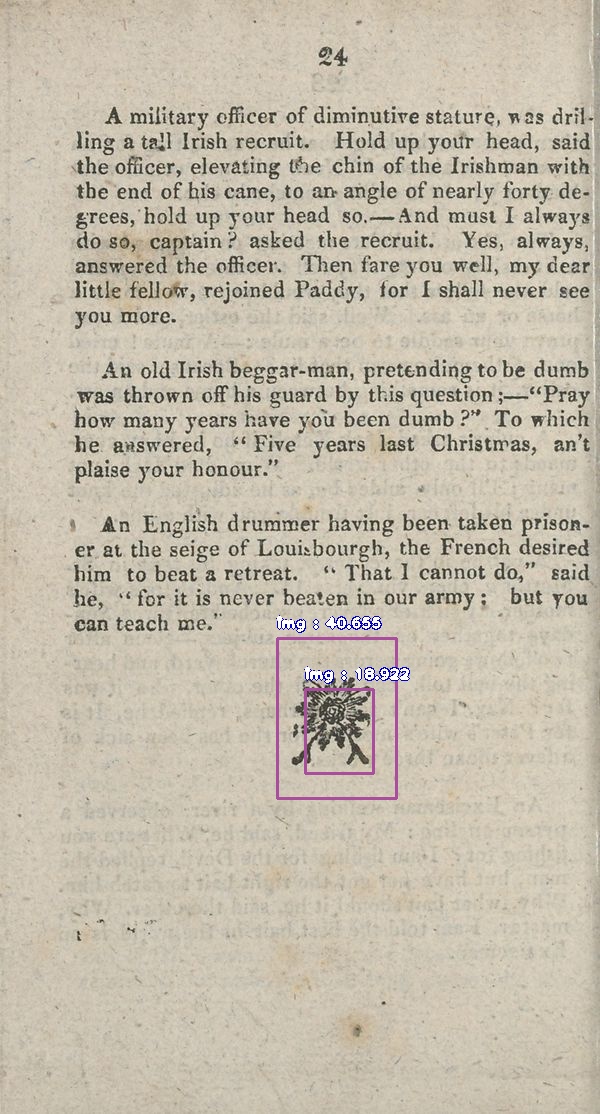 24
A military officer of diminutive stature, was dril-
ling a tall Irish recruit. Hold up your head, said
the officer, elevating the chin of the Irishman with
the end of his cane, to an angle of nearly forty de-
grees, hold up your head so.—And must I always
do so, captain? asked the recruit. Yes, always,
answered the officer. Then fare you well, my dear
little fellow, rejoined Paddy, for I shall never see
you more.
An old Irish beggar-man, pretending to be dumb
was thrown off his guard by this question;—“Pray
how many years have you been dumb?” To which
he answered, “Five years last Christmas, an't
plaise your honour.”
An English drummer having been taken prison-
er at the seige of Louisbourgh, the French desired
him to beat a retreat. “That I cannot do,” said
he, “for it is never beaten in our army; but you
can teach me.”
img : 40.655
img : 18.922